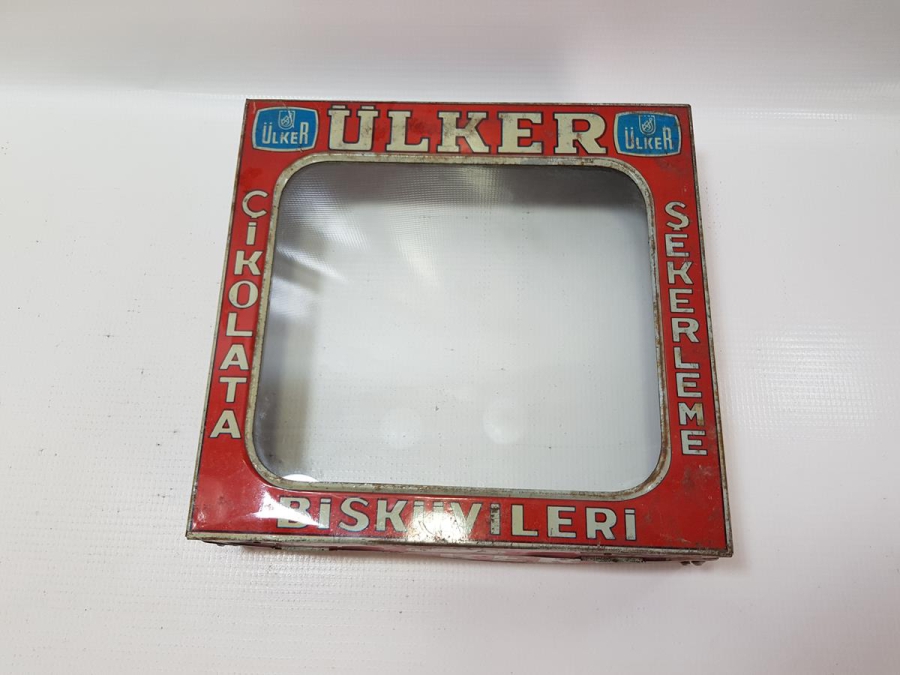 ÜLKER
ÜLKER
ÜLKER
ÇİKOLATA
ŞEKERLEME
BİSKÜVİLERİ